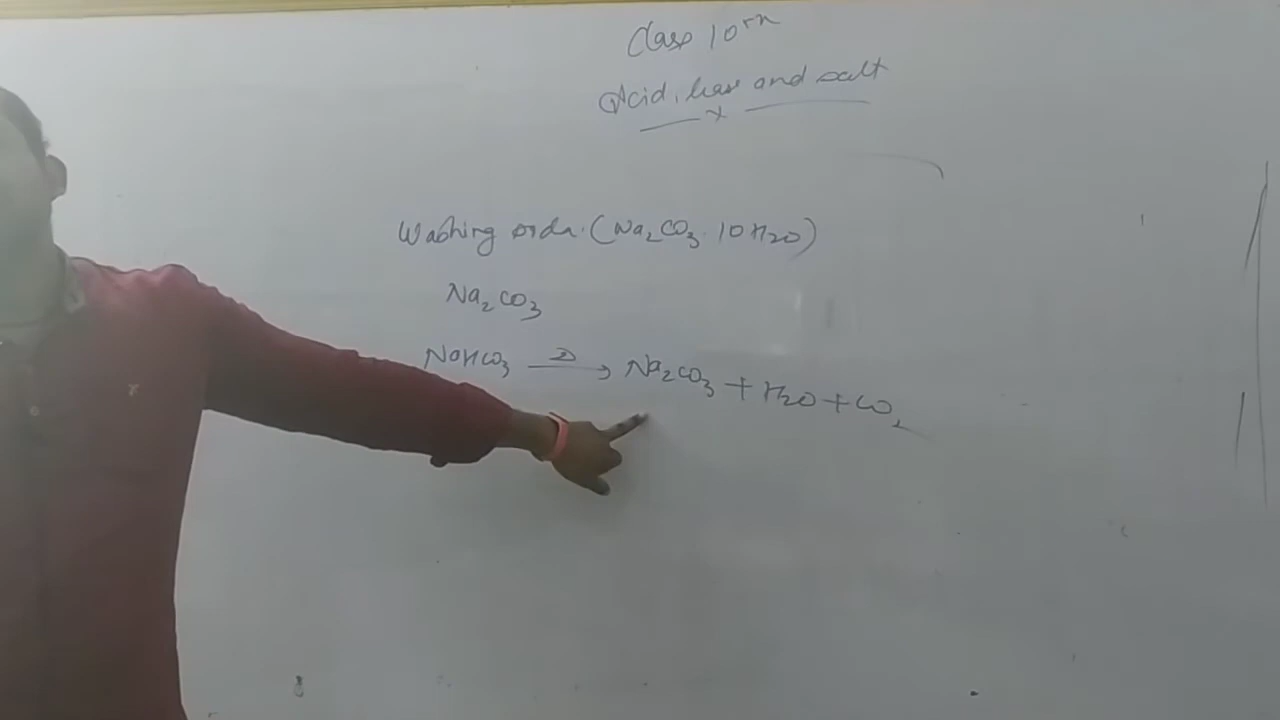 Class 10th
Acid, base and salt
Washing soda. (Na2CO3. 10H2O)
Na2CO3
NaHCO3 Δ→ Na2CO3 + H2O + CO2